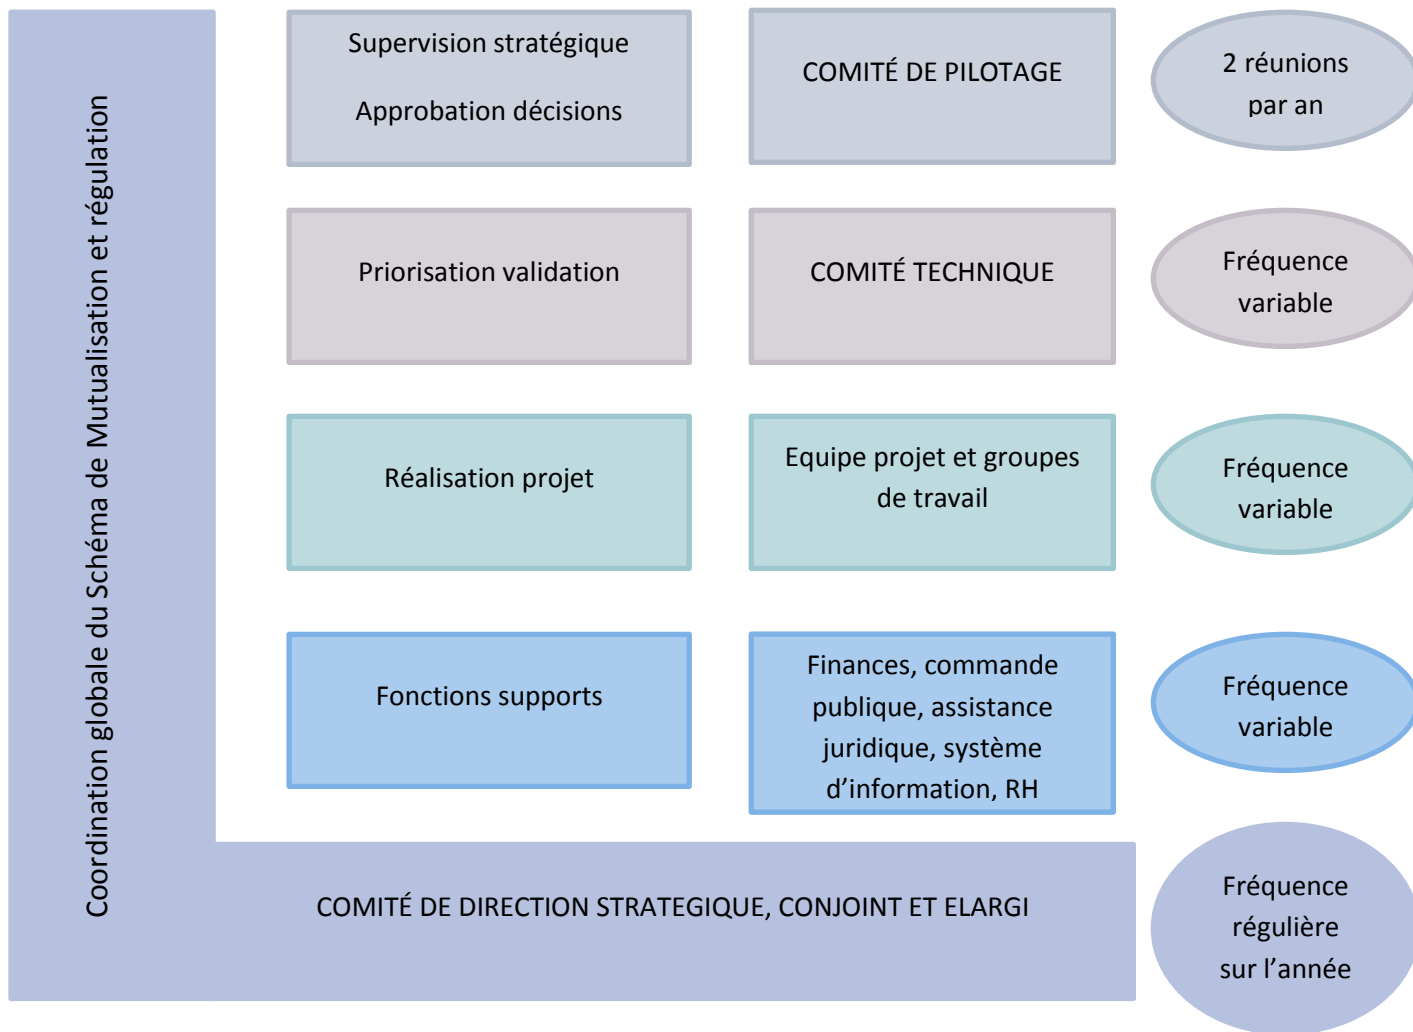 Coordination globale du Schéma de Mutualisation et régulation
Supervision stratégique
Approbation décisions
COMITÉ DE PILOTAGE
2 réunions
par an
Priorisation validation
COMITÉ TECHNIQUE
Fréquence
variable
Réalisation projet
Equipe projet et groupes
de travail
Fréquence
variable
Fonctions supports
Finances, commande
publique, assistance
juridique, système
d’information, RH
Fréquence
variable
COMITÉ DE DIRECTION STRATEGIQUE, CONJOINT ET ELARGI
Fréquence
régulière
sur l’année